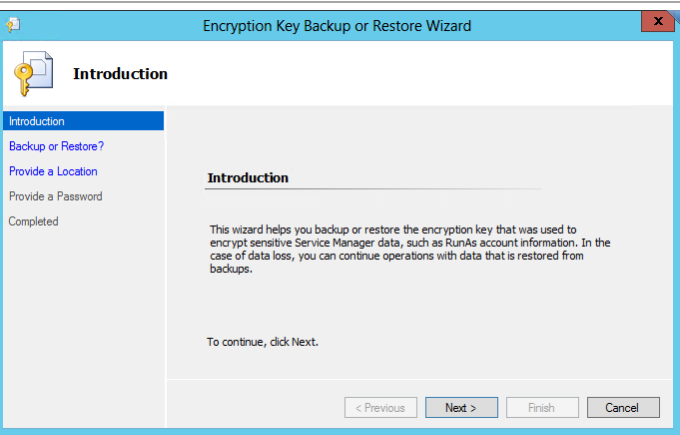 Encryption Key Backup or Restore Wizard
x
Introduction
Introduction
Backup or Restore?
Provide a Location
Provide a Password
Completed
Introduction
This wizard helps you backup or restore the encryption key that was used to
encrypt sensitive Service Manager data, such as RunAs account information. In the
case of data loss, you can continue operations with data that is restored from
backups.
To continue, click Next.
< Previous
Next >
Finish
Cancel